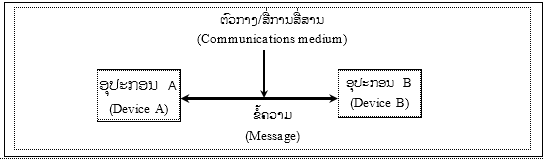 ຕົວກາງ/ສື່ການສື່ສານ
(Communications medium)
ອຸປະກອນ A
(Device A)
ອຸປະກອນ B
(Device B)
ຂໍ້ຄວາມ
(Message)